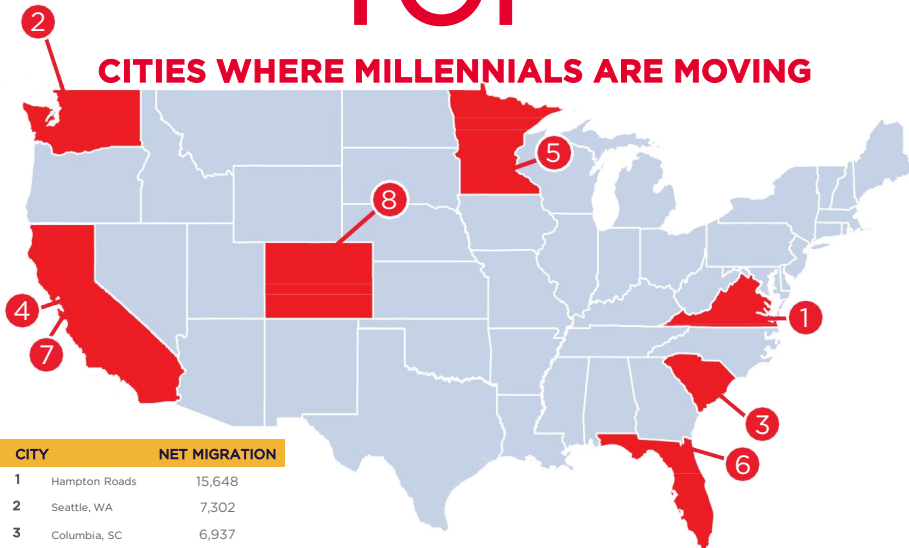 TOP
CITIES WHERE MILLENNIALS ARE MOVING
2
5
8
4
7
1
3
6
CITY NET MIGRATION
1 Hampton Roads 15,648
2 Seattle, WA 7,302
3 Columbia, SC 6,937